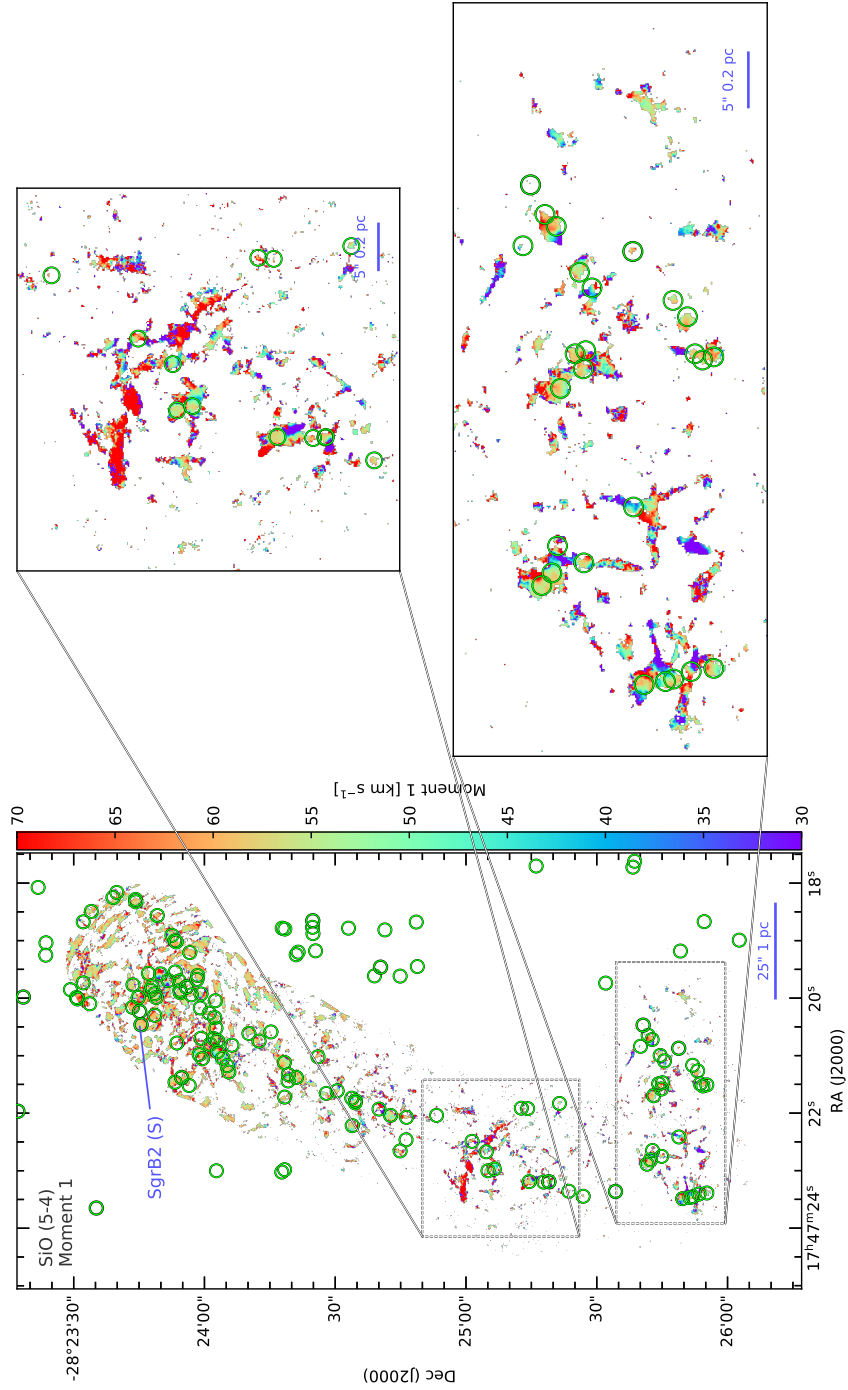 SiO (5-4)
Moment 1
SgrB2 (S)
25" 1 pc
5" 0.2 pc
5" 0.2 pc
-28°23'30"
24'00"
30"
25'00"
30"
26'00"
Dec (J2000)
17ʰ47ᵐ24ˢ
22ˢ
20ˢ
18ˢ
RA (J2000)
70
65
60
55
50
45
40
35
30
Moment 1 [km s⁻¹]